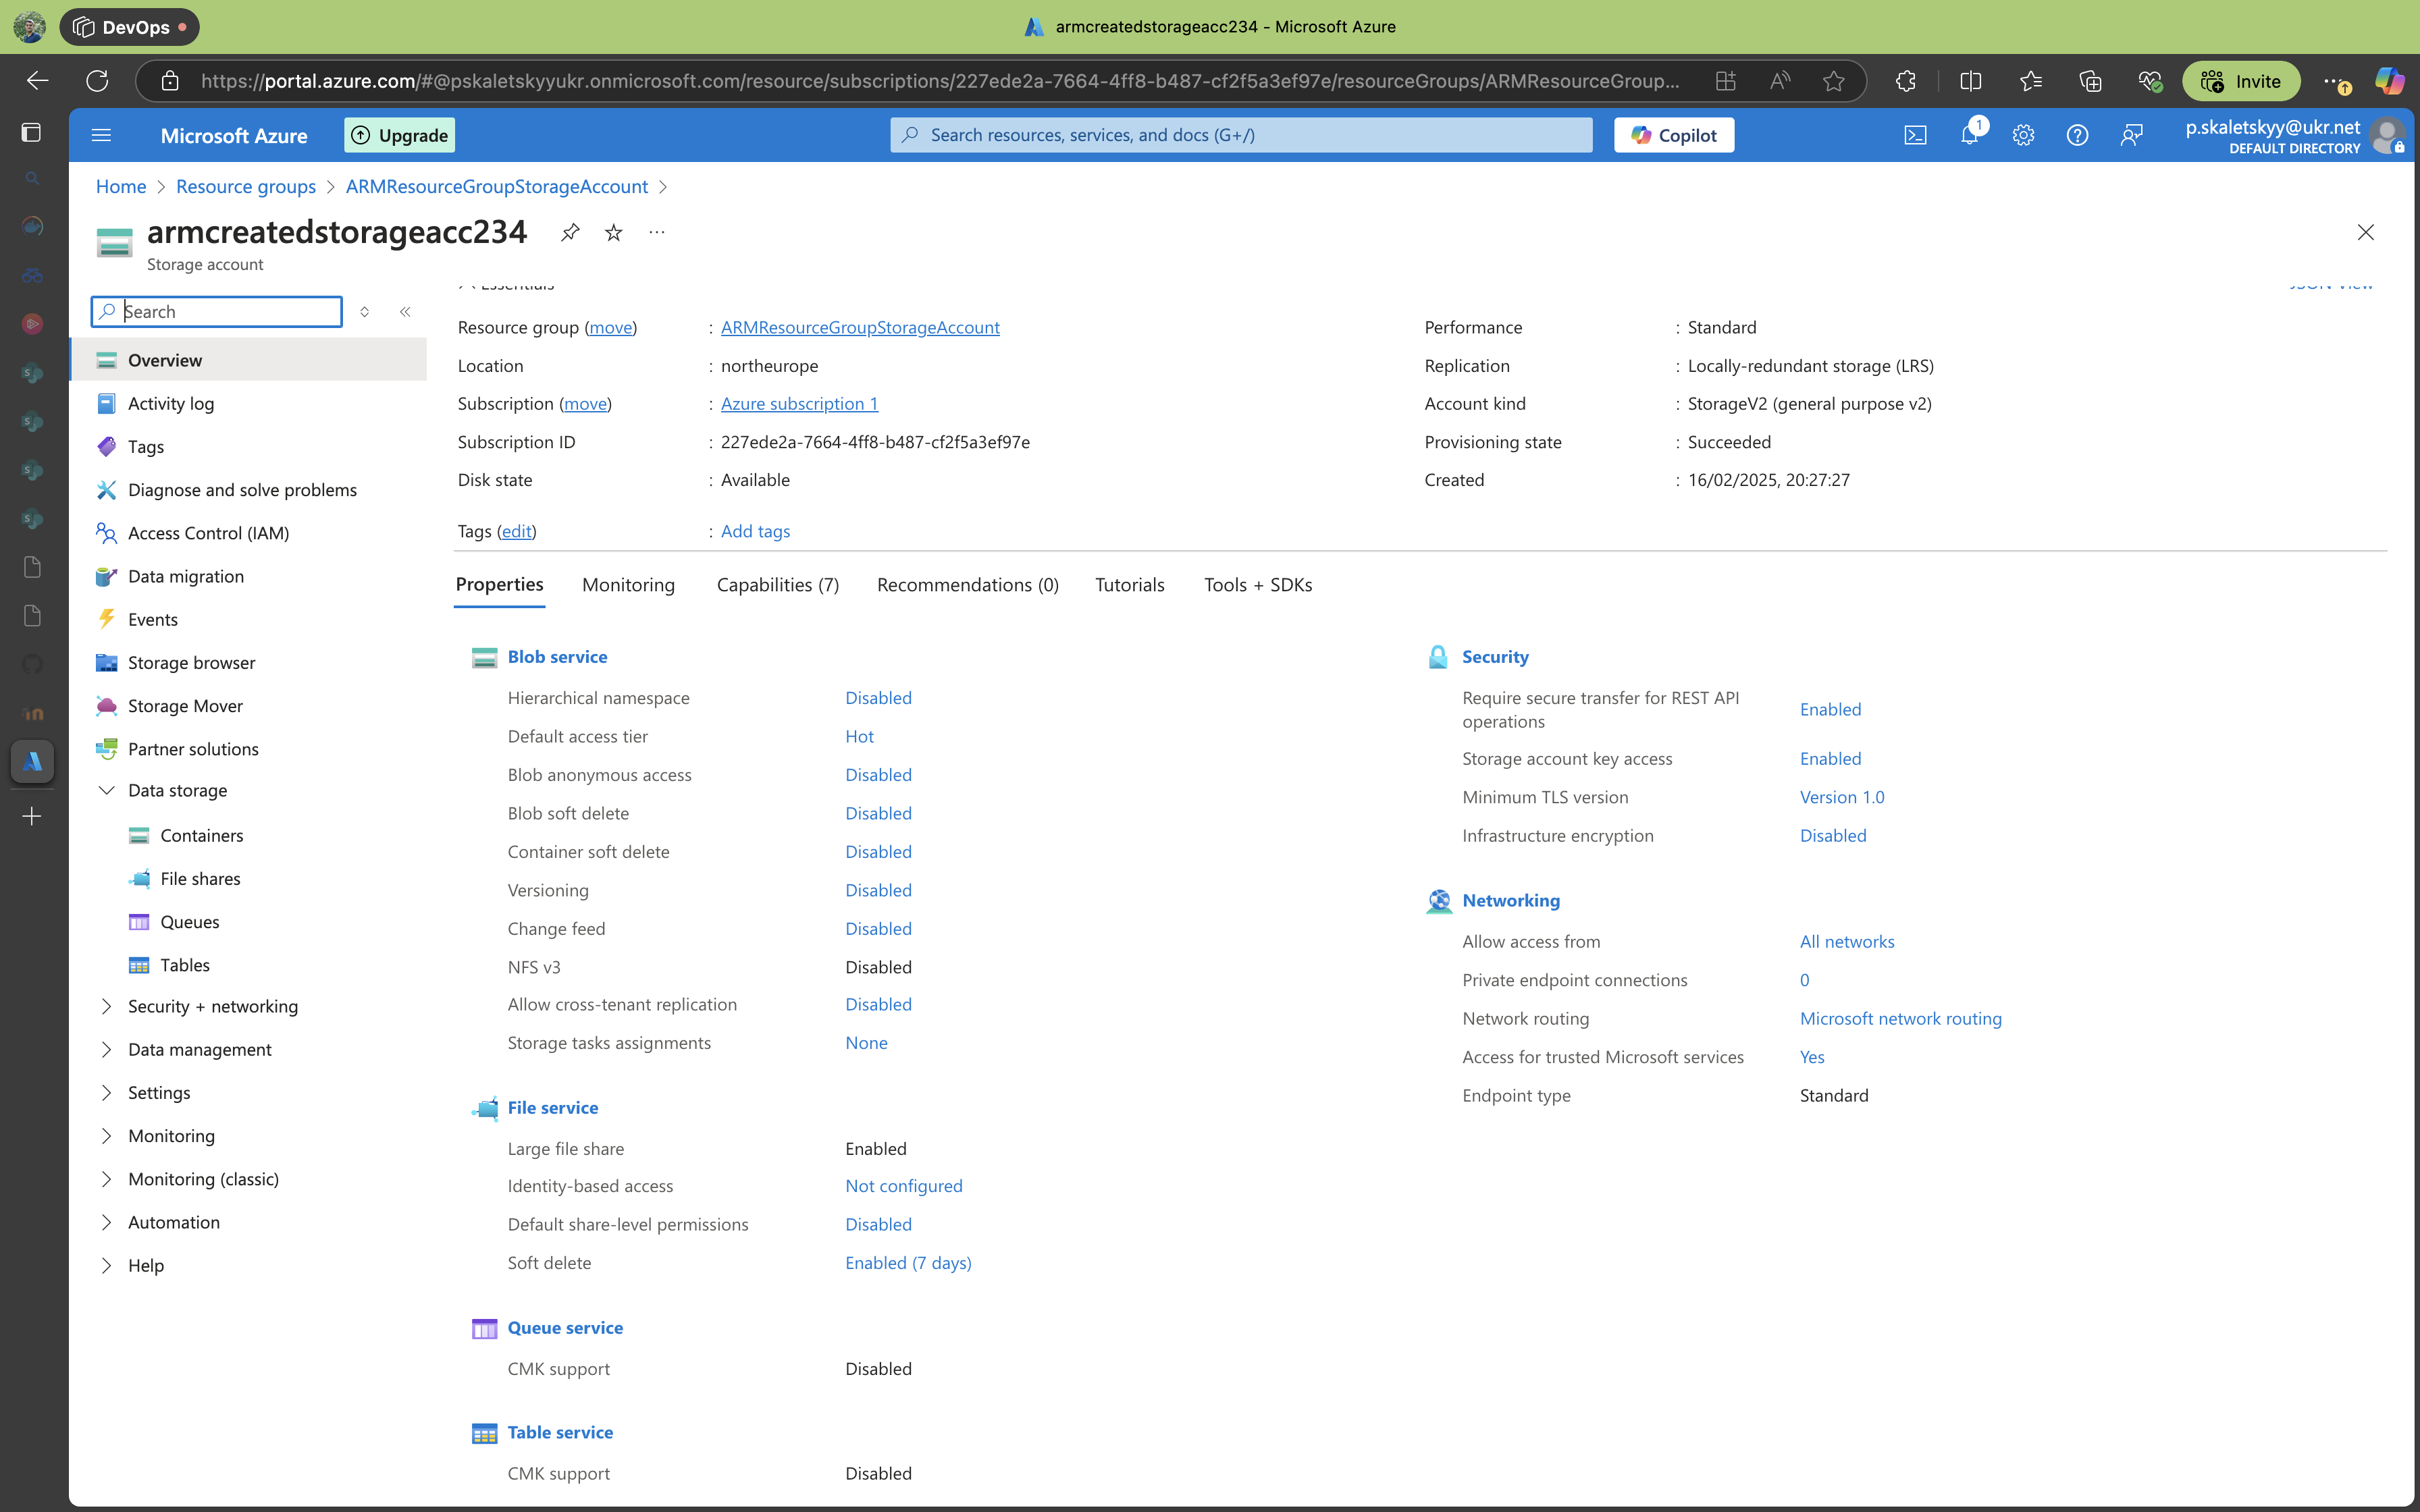 DevOps
armcreatedstorageacc234 - Microsoft Azure
https://portal.azure.com/#@pskaletskyyukr.onmicrosoft.com/resource/subscriptions/227ede2a-7664-4ff8-b487-cf2f5a3ef97e/resourceGroups/ARMResourceGroup...
Invite
Microsoft Azure
Upgrade
Search resources, services, and docs (G+/)
Copilot
1
p.skaletskyy@ukr.net
DEFAULT DIRECTORY
Home > Resource groups > ARMResourceGroupStorageAccount >
armcreatedstorageacc234
Storage account
Search
Overview
Activity log
Tags
Diagnose and solve problems
Access Control (IAM)
Data migration
Events
Storage browser
Storage Mover
Partner solutions
Data storage
Containers
File shares
Queues
Tables
Security + networking
Data management
Settings
Monitoring
Monitoring (classic)
Automation
Help
Essentials
JSON View
Resource group (move) : ARMResourceGroupStorageAccount
Location : northeurope
Subscription (move) : Azure subscription 1
Subscription ID : 227ede2a-7664-4ff8-b487-cf2f5a3ef97e
Disk state : Available
Tags (edit) : Add tags
Performance : Standard
Replication : Locally-redundant storage (LRS)
Account kind : StorageV2 (general purpose v2)
Provisioning state : Succeeded
Created : 16/02/2025, 20:27:27
Properties Monitoring Capabilities (7) Recommendations (0) Tutorials Tools + SDKs
Blob service
Hierarchical namespace Disabled
Default access tier Hot
Blob anonymous access Disabled
Blob soft delete Disabled
Container soft delete Disabled
Versioning Disabled
Change feed Disabled
NFS v3 Disabled
Allow cross-tenant replication Disabled
Storage tasks assignments None
File service
Large file share Enabled
Identity-based access Not configured
Default share-level permissions Disabled
Soft delete Enabled (7 days)
Queue service
CMK support Disabled
Table service
CMK support Disabled
Security
Require secure transfer for REST API
operations Enabled
Storage account key access Enabled
Minimum TLS version Version 1.0
Infrastructure encryption Disabled
Networking
Allow access from All networks
Private endpoint connections 0
Network routing Microsoft network routing
Access for trusted Microsoft services Yes
Endpoint type Standard